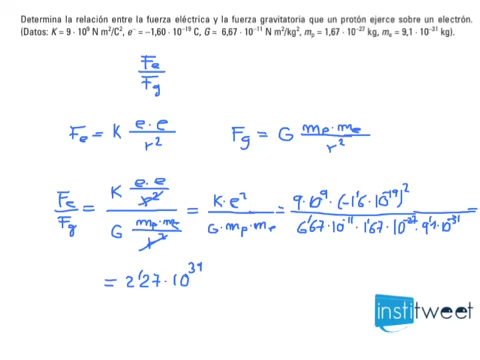 Determina la relación entre la fuerza eléctrica y la fuerza gravitatoria que un protón ejerce sobre un electrón.
(Datos: K = 9 · 10⁹ N m²/C², e⁻ = –1,60 · 10⁻¹⁹ C, G = 6,67 · 10⁻¹¹ N m²/kg², mₚ = 1,67 · 10⁻²⁷ kg, mₑ = 9,1 · 10⁻³¹ kg).
Fe/Fg
Fe = K e·e/r² Fg = G mp·me/r²
Fe/Fg = (K e·e/r²)/(G mp·me/r²) = K·e²/G·mp·me = 9·10⁹·(-1'6·10⁻¹⁹)²/6'67·10⁻¹¹·1'67·10⁻²⁷·9'1·10⁻³¹ =
= 2'27·10³⁹
institweet